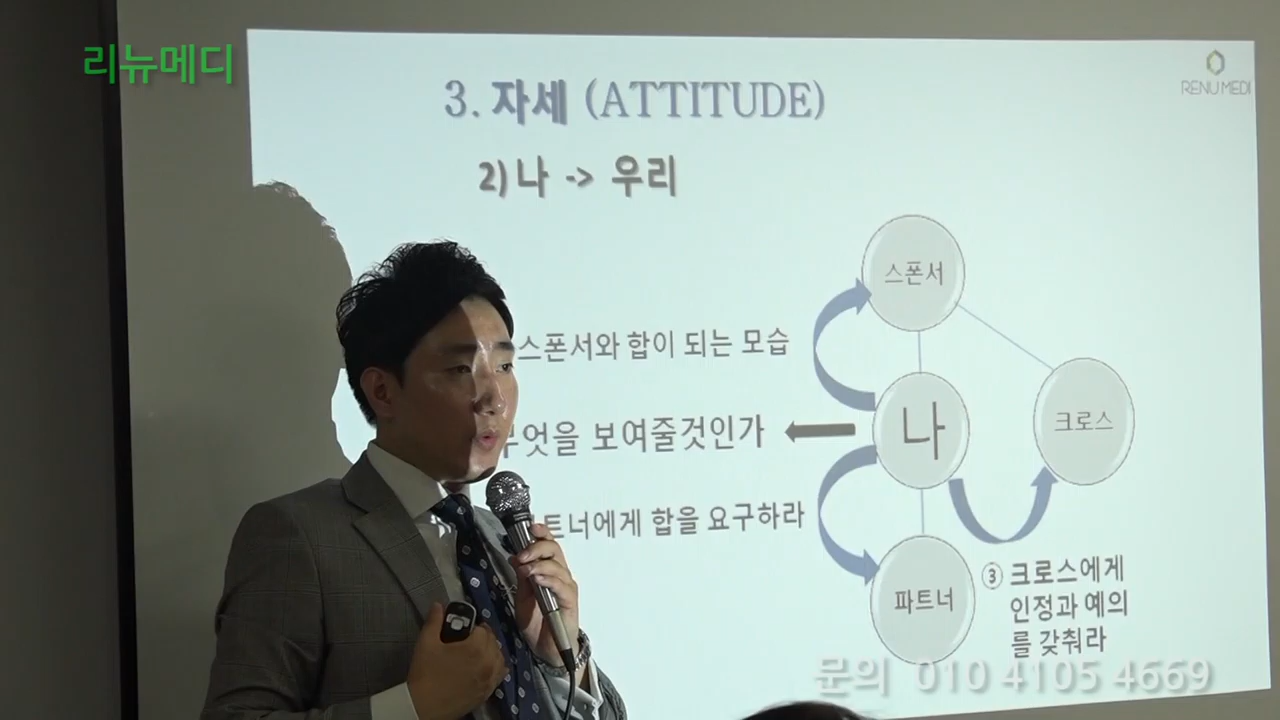 리뉴메디
RENU MEDI
3. 자세 (ATTITUDE)
2) 나 -> 우리
스폰서
스폰서와 합이 되는 모습
크로스
나
무엇을 보여줄것인가
파트너에게 합을 요구하라
파트너
③ 크로스에게
인정과 예의
를 갖춰라
문의 010 4105 4669